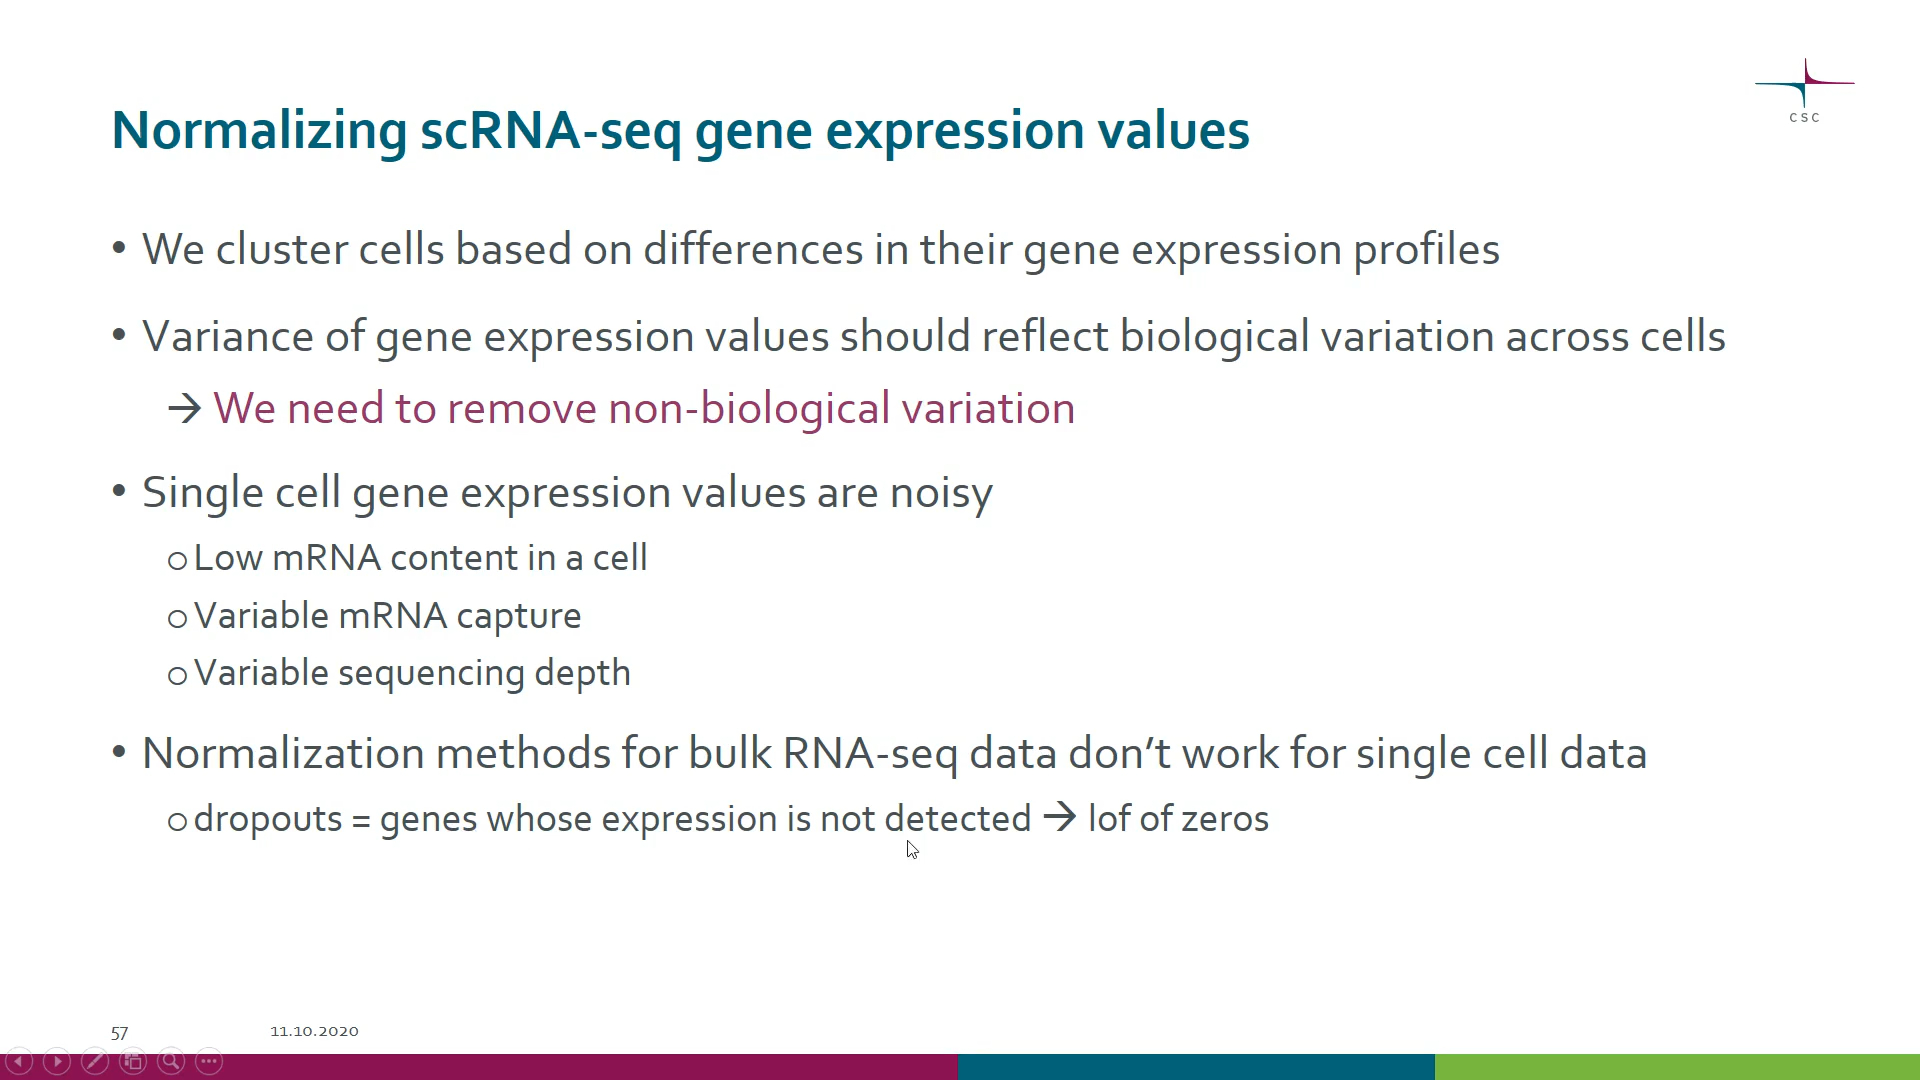 CSC
Normalizing scRNA-seq gene expression values
• We cluster cells based on differences in their gene expression profiles
• Variance of gene expression values should reflect biological variation across cells
→ We need to remove non-biological variation
• Single cell gene expression values are noisy
o Low mRNA content in a cell
o Variable mRNA capture
o Variable sequencing depth
• Normalization methods for bulk RNA-seq data don't work for single cell data
o dropouts = genes whose expression is not detected → lof of zeros
57 11.10.2020